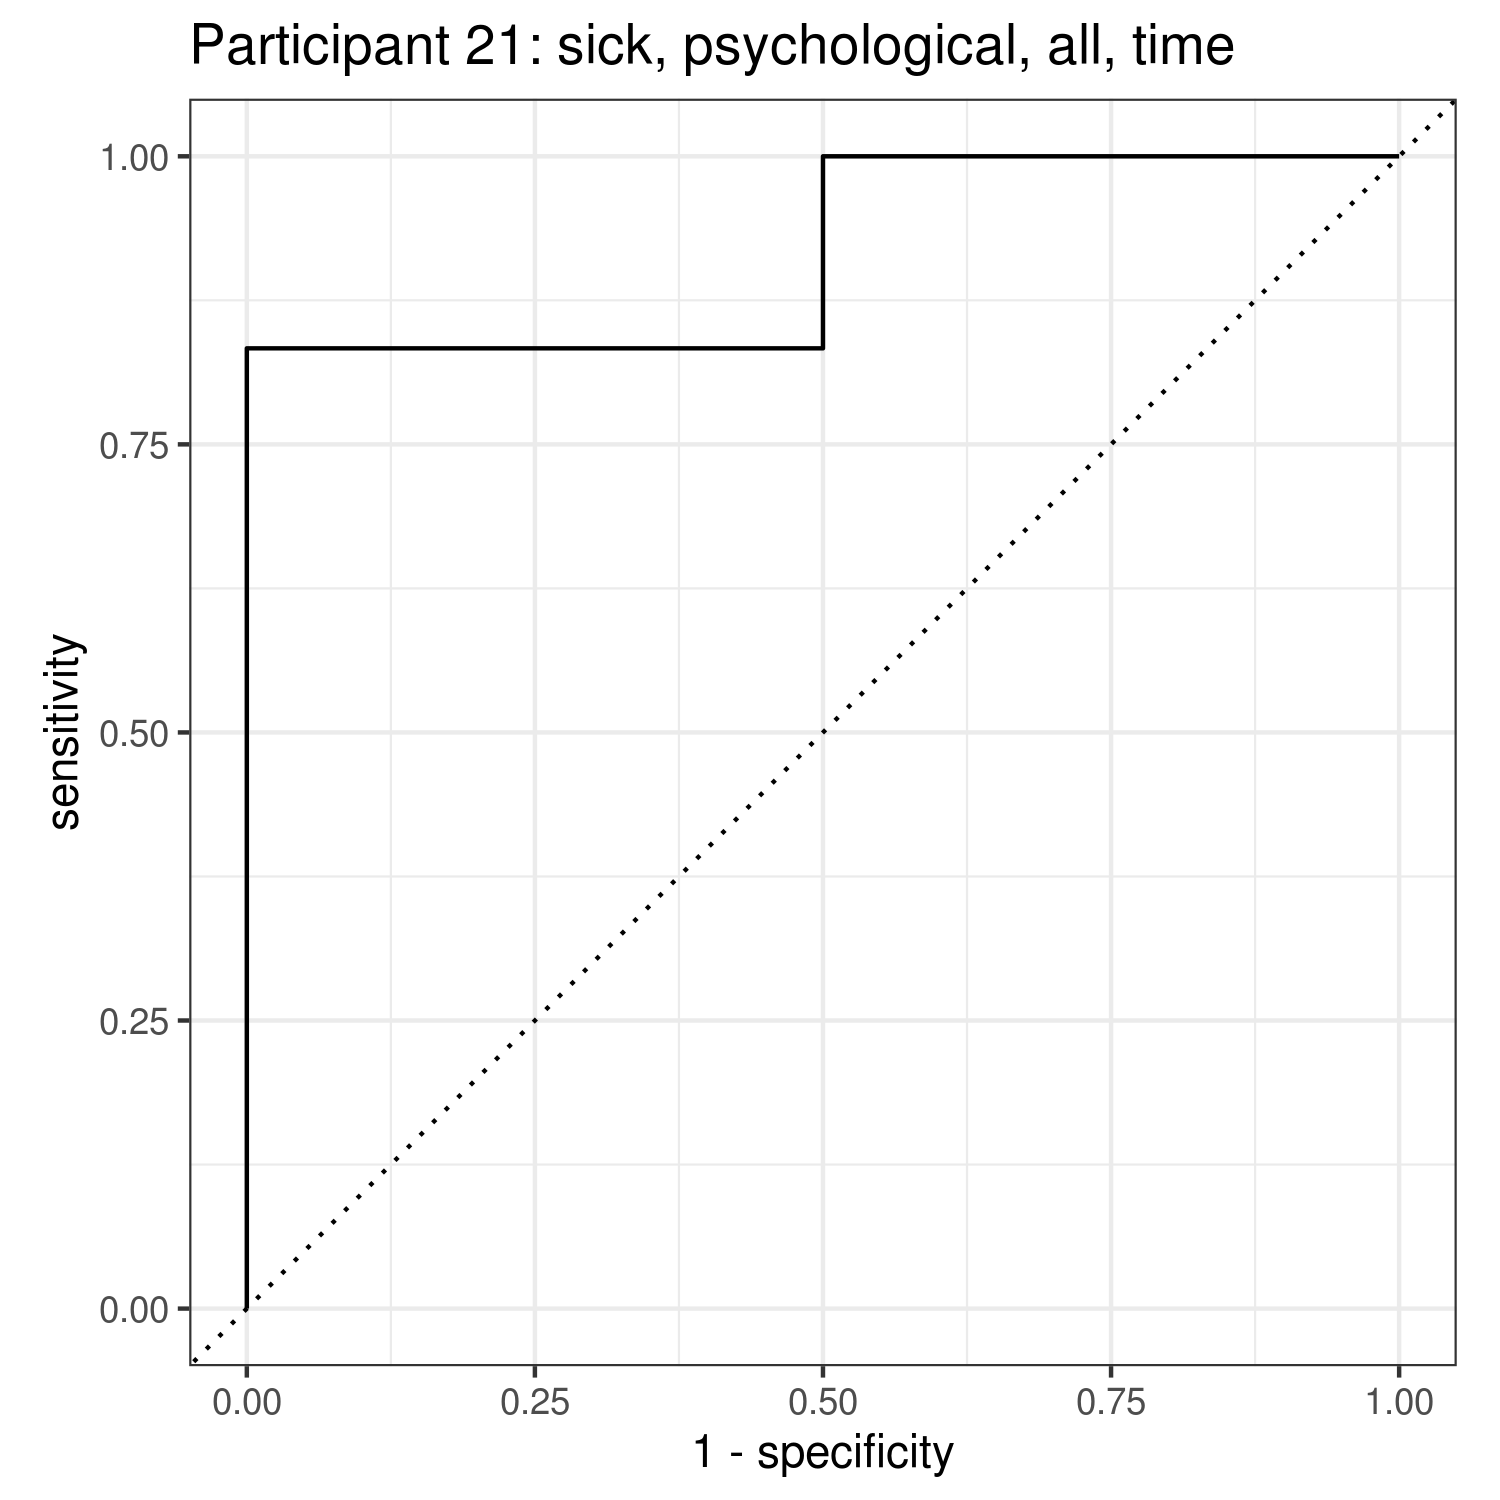 Participant 21: sick, psychological, all, time
1.00
0.75
0.50
0.25
0.00
sensitivity
0.00 0.25 0.50 0.75 1.00
1 - specificity